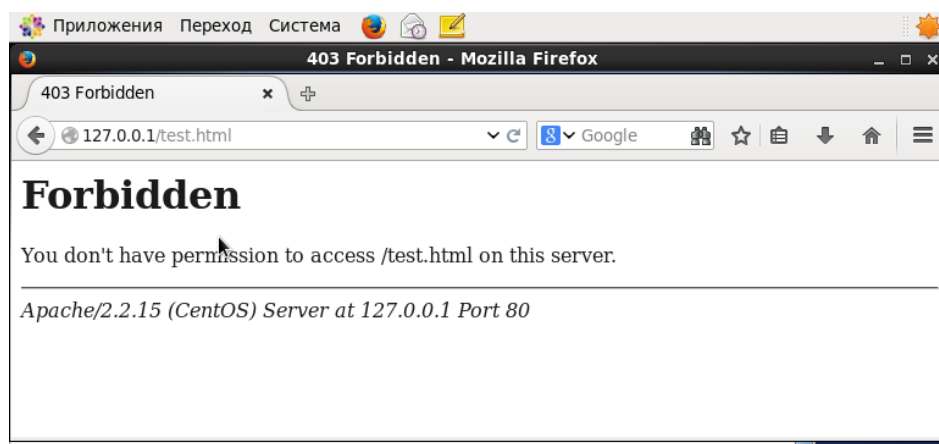 Приложения Переход Система
403 Forbidden - Mozilla Firefox
403 Forbidden
127.0.0.1/test.html
8 Google
Forbidden
You don't have permission to access /test.html on this server.
Apache/2.2.15 (CentOS) Server at 127.0.0.1 Port 80